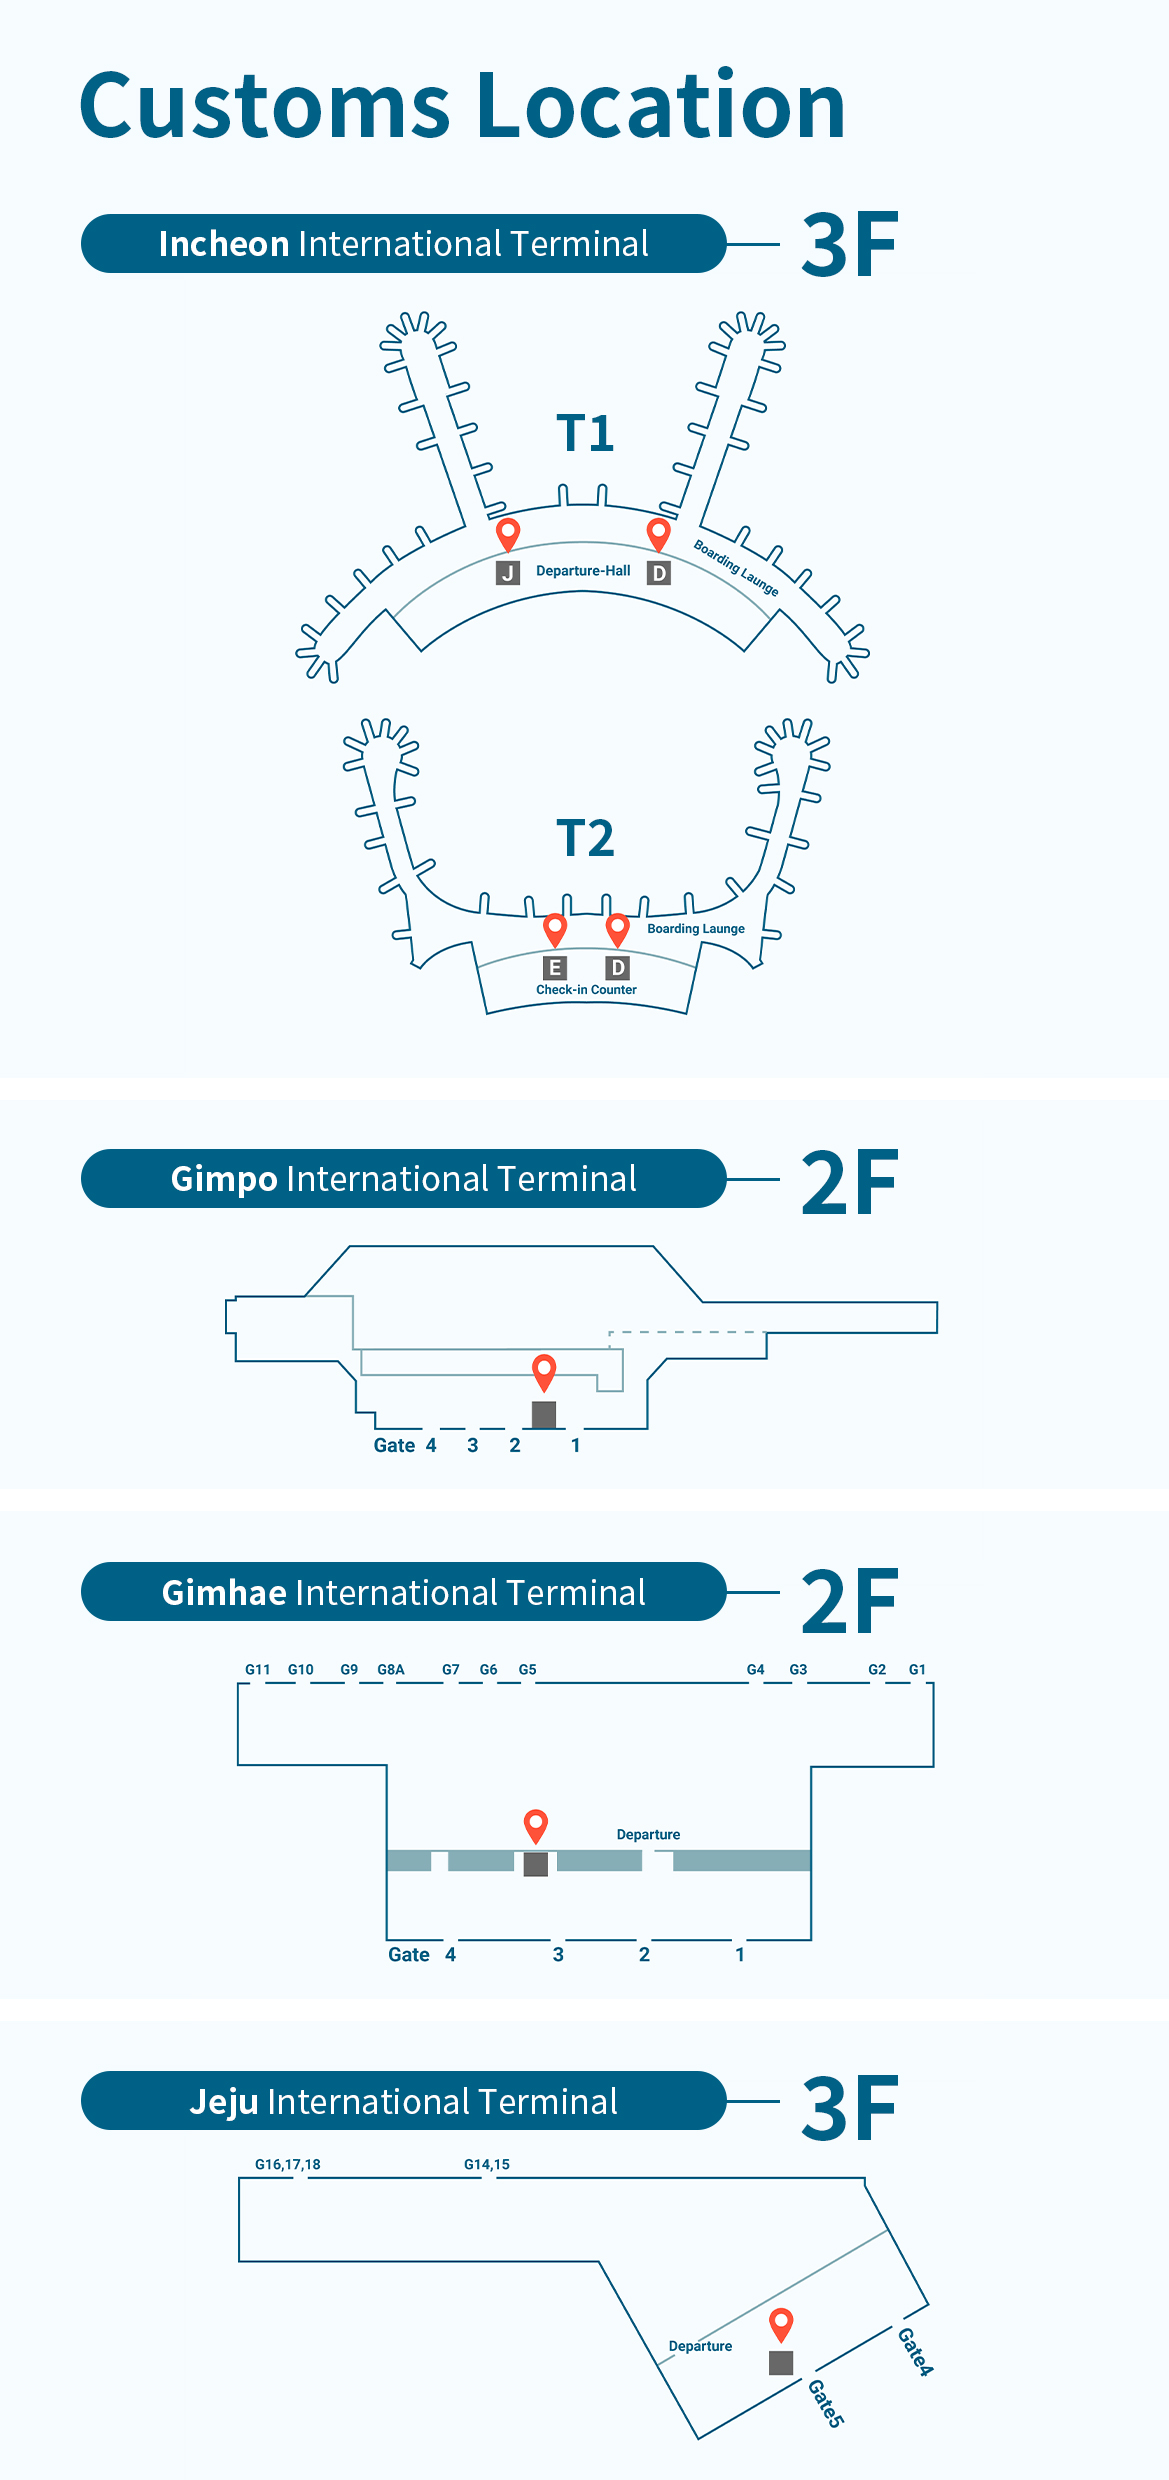 Customs Location
Incheon International Terminal
3F
T1
J
Departure-Hall
D
Boarding Launge
T2
Boarding Launge
E
D
Check-in Counter
Gimpo International Terminal
2F
Gate 4 3 2 1
Gimhae International Terminal
2F
G11 G10 G9 G8A G7 G6 G5 G4 G3 G2 G1
Departure
Gate 4 3 2 1
Jeju International Terminal
3F
G16,17,18 G14,15
Departure
Gate4
Gate5